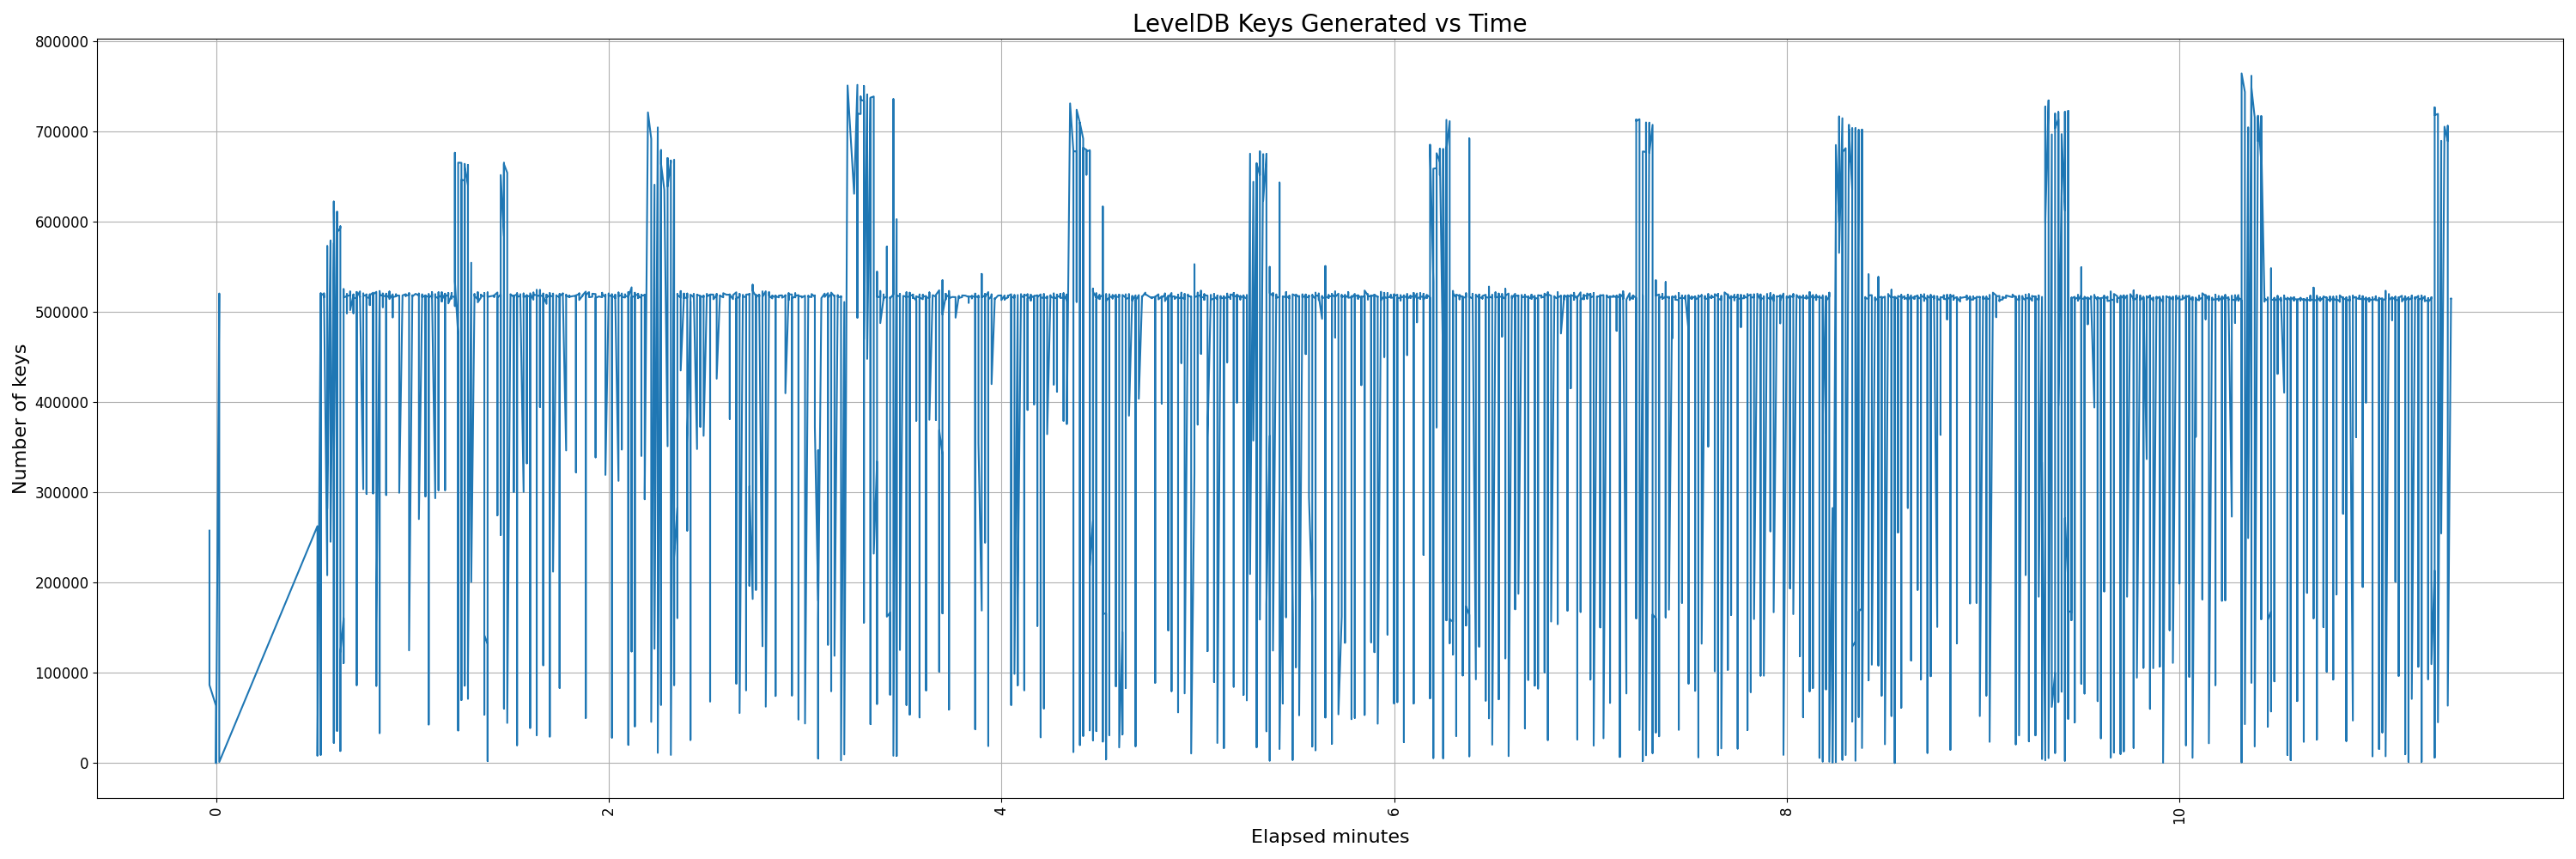 LevelDB Keys Generated vs Time
800000
700000
600000
500000
400000
300000
200000
100000
0
Number of keys
0 2 4 6 8 10
Elapsed minutes